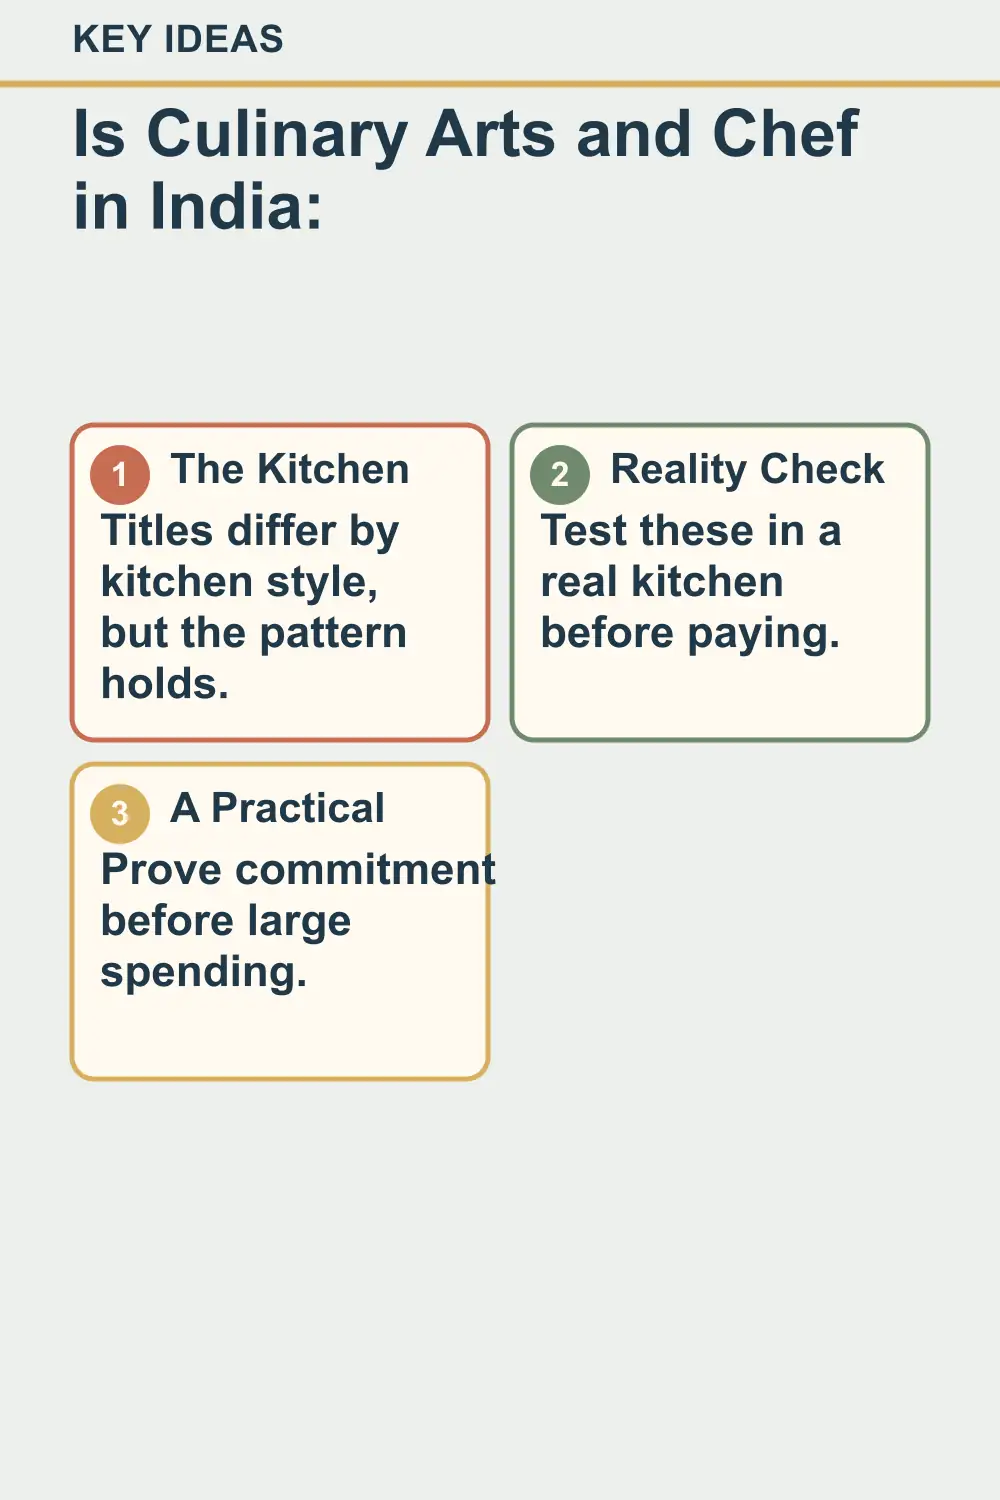 KEY IDEAS
Is Culinary Arts and Chef
in India:
1 The Kitchen
Titles differ by
kitchen style,
but the pattern
holds.
2 Reality Check
Test these in a
real kitchen
before paying.
3 A Practical
Prove commitment
before large
spending.